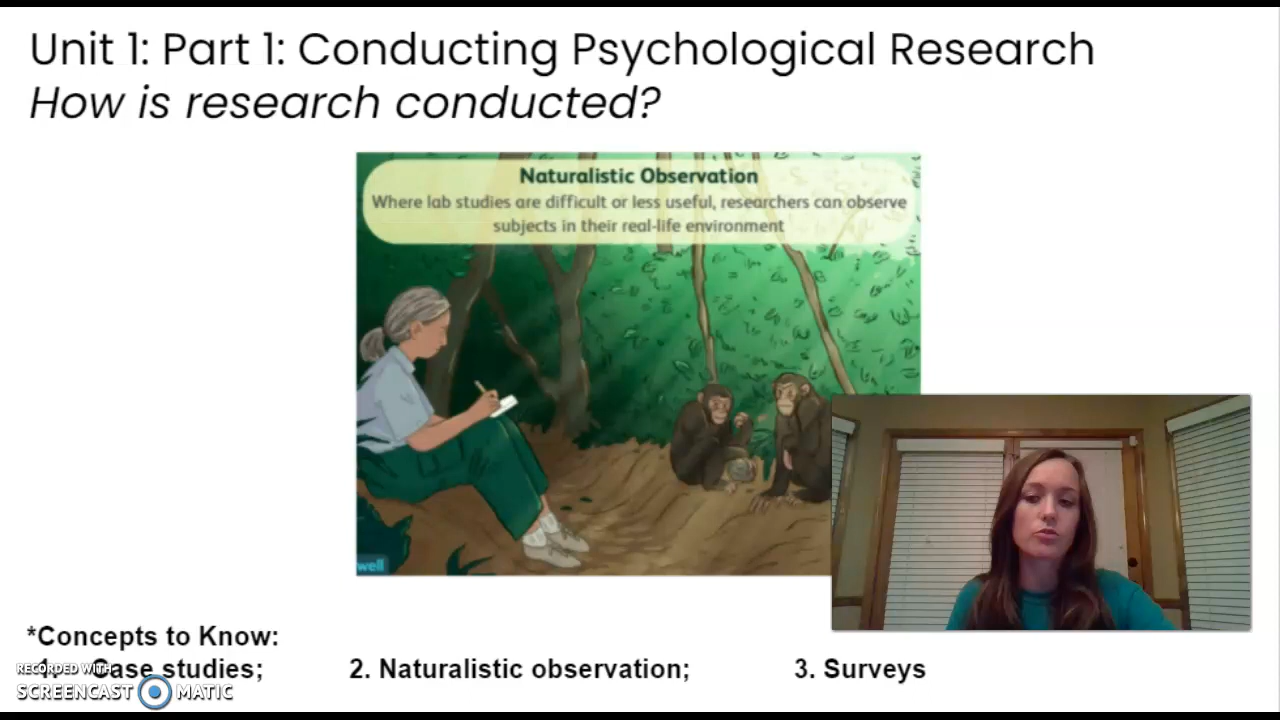 Unit 1: Part 1: Conducting Psychological Research
How is research conducted?
Naturalistic Observation
Where lab studies are difficult or less useful, researchers can observe
subjects in their real-life environment
well
*Concepts to Know:
1. Case studies; 2. Naturalistic observation; 3. Surveys
RECORDED WITH
SCREENCAST MATIC